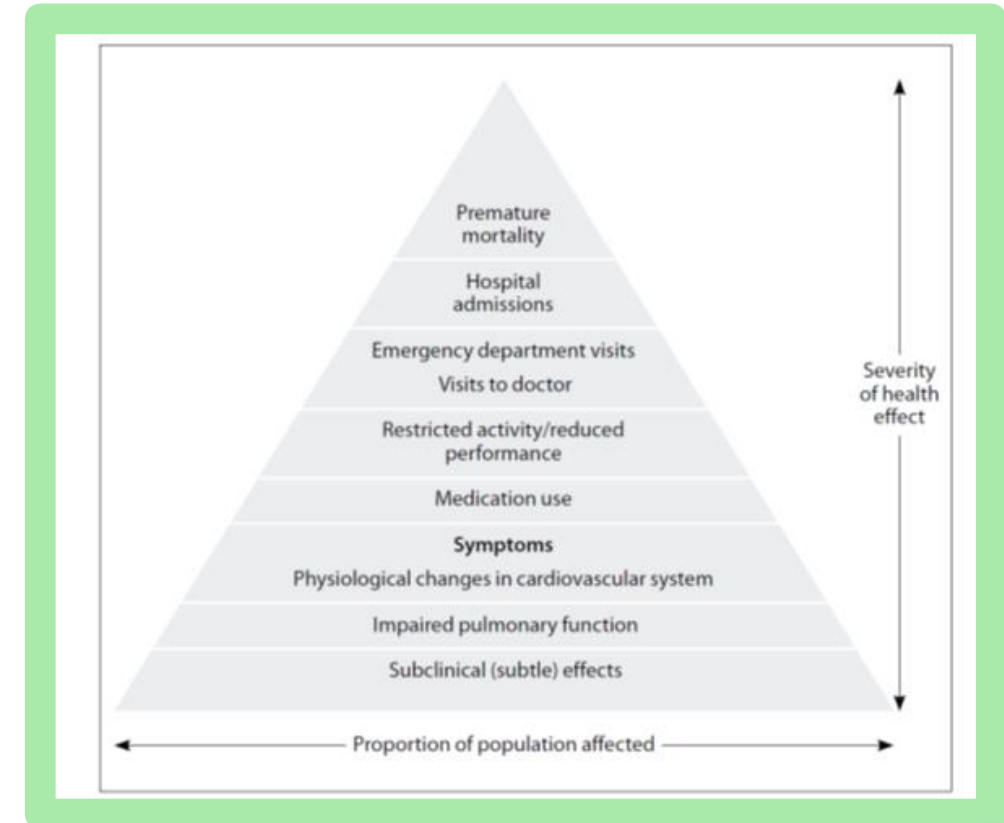 Premature
mortality
Hospital
admissions
Emergency department visits
Visits to doctor
Restricted activity/reduced
performance
Medication use
Symptoms
Physiological changes in cardiovascular system
Impaired pulmonary function
Subclinical (subtle) effects
Severity
of health
effect
Proportion of population affected